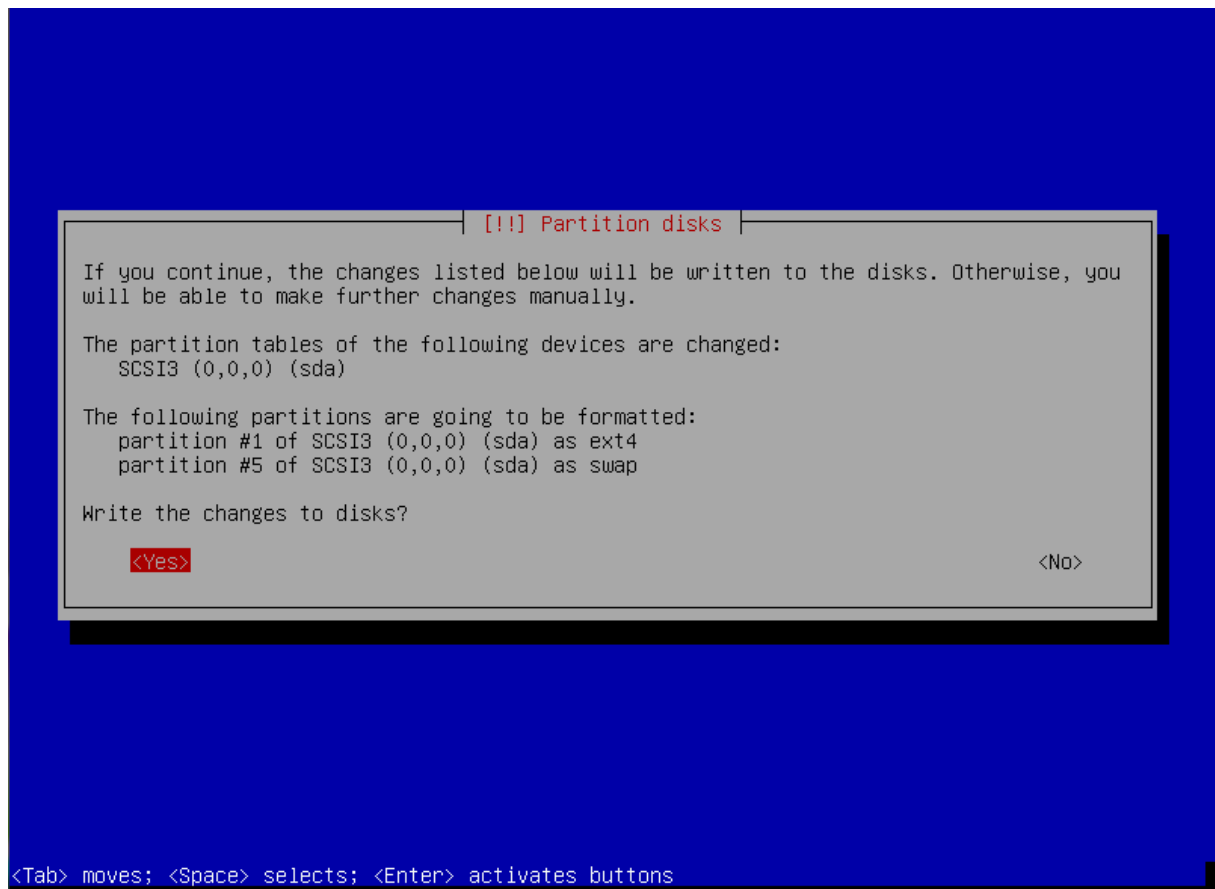 [!!] Partition disks
If you continue, the changes listed below will be written to the disks. Otherwise, you
will be able to make further changes manually.
The partition tables of the following devices are changed:
SCSI3 (0,0,0) (sda)
The following partitions are going to be formatted:
partition #1 of SCSI3 (0,0,0) (sda) as ext4
partition #5 of SCSI3 (0,0,0) (sda) as swap
Write the changes to disks?
<Yes> <No>
<Tab> moves; <Space> selects; <Enter> activates buttons